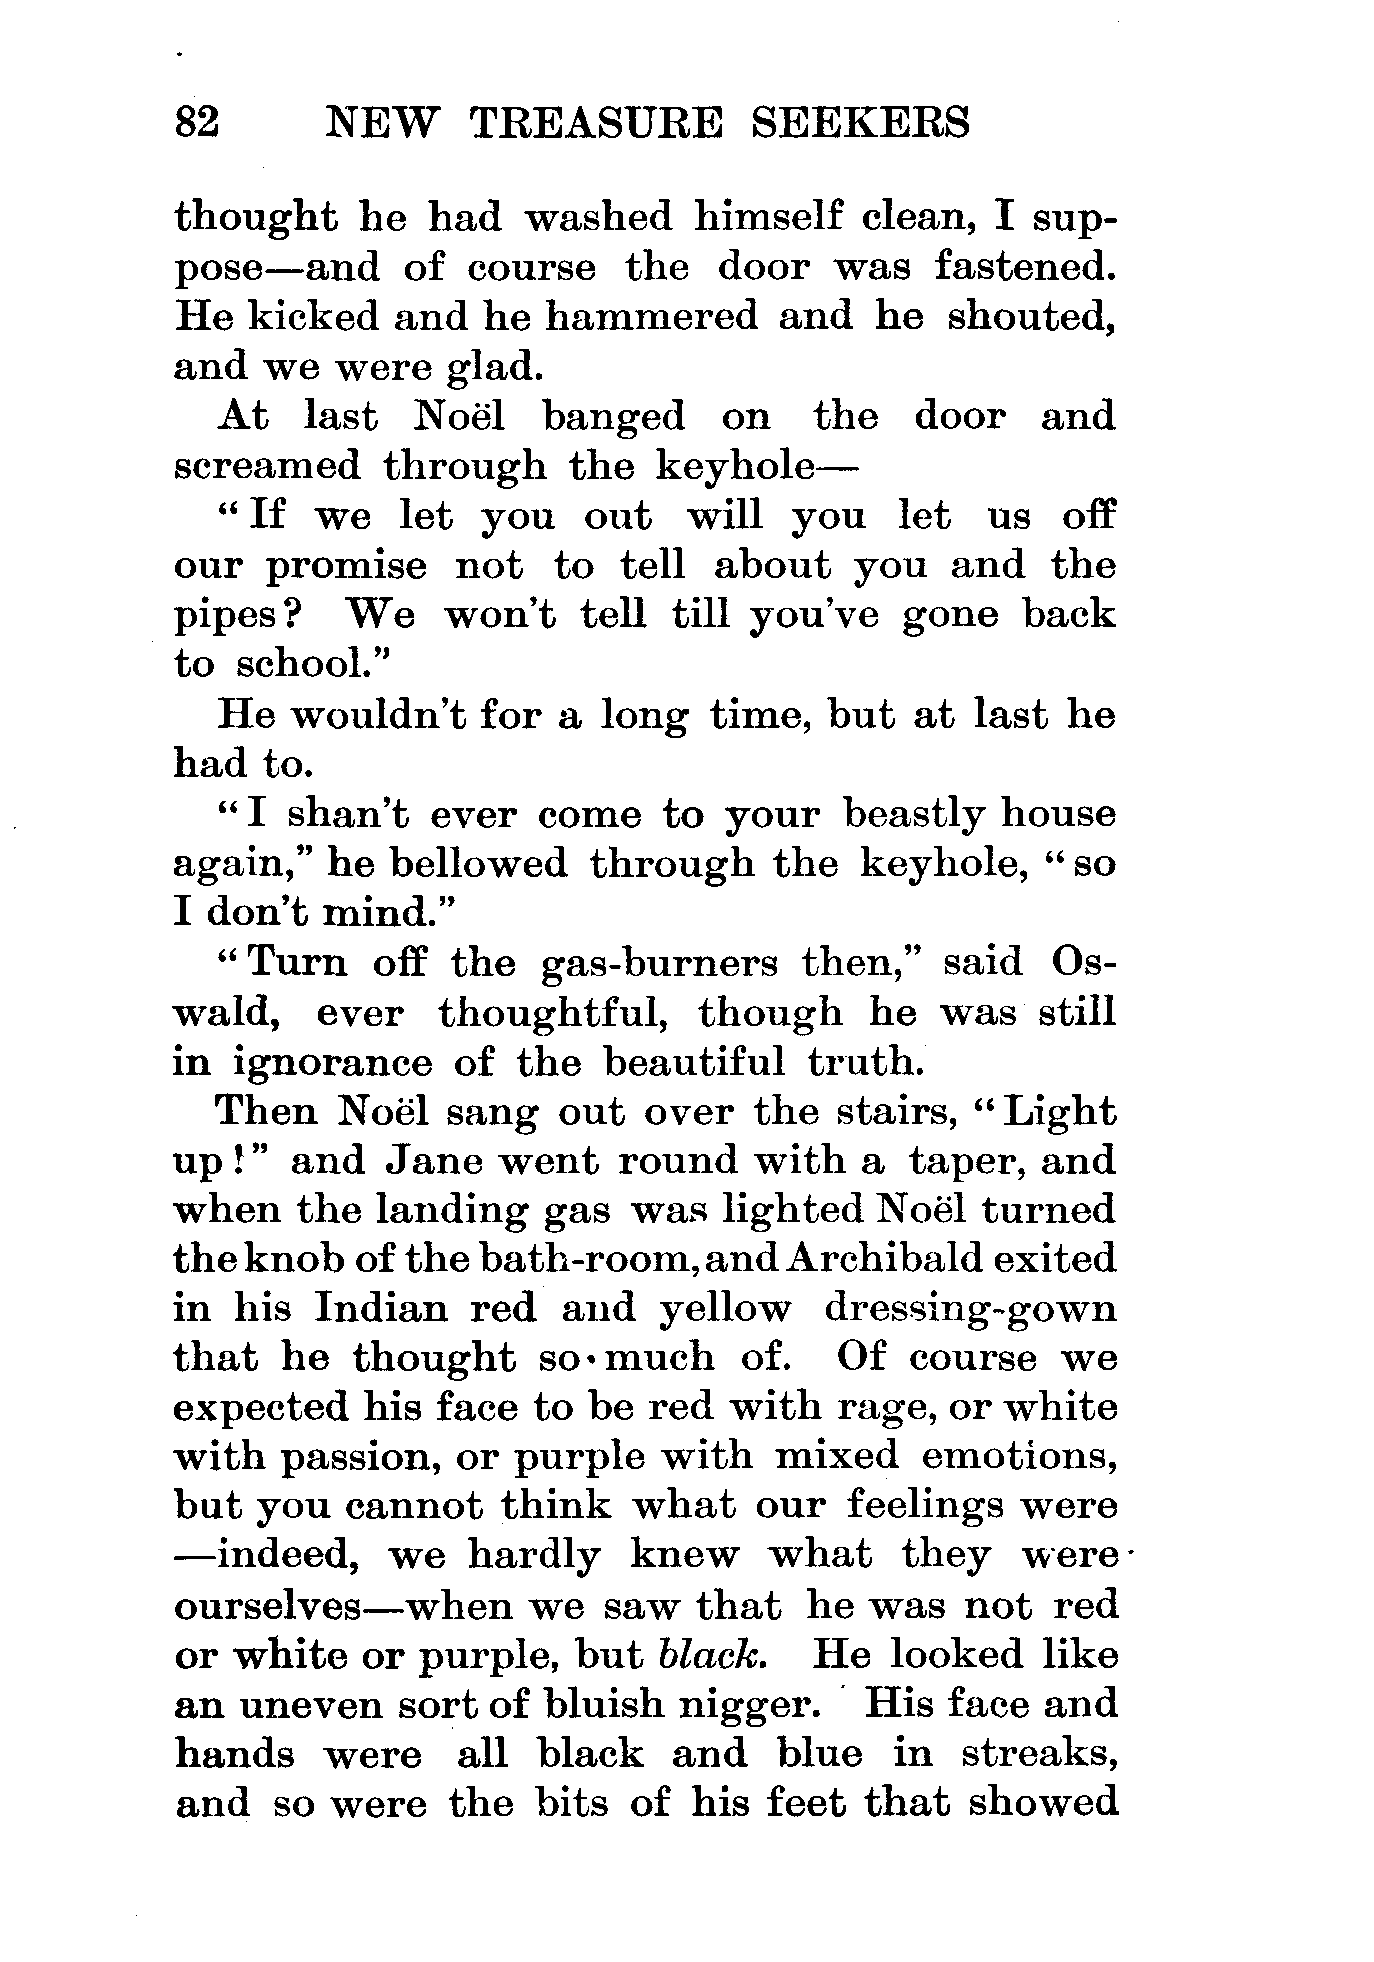 82 NEW TREASURE SEEKERS
thought he had washed himself clean, I sup-
pose—and of course the door was fastened.
He kicked and he hammered and he shouted,
and we were glad.
At last Noël banged on the door and
screamed through the keyhole—
“If we let you out will you let us off
our promise not to tell about you and the
pipes? We won't tell till you've gone back
to school.”
He wouldn't for a long time, but at last he
had to.
“I shan't ever come to your beastly house
again,” he bellowed through the keyhole, “so
I don't mind.”
“Turn off the gas-burners then,” said Os-
wald, ever thoughtful, though he was still
in ignorance of the beautiful truth.
Then Noël sang out over the stairs, “Light
up!” and Jane went round with a taper, and
when the landing gas was lighted Noël turned
the knob of the bath-room, and Archibald exited
in his Indian red and yellow dressing-gown
that he thought so much of. Of course we
expected his face to be red with rage, or white
with passion, or purple with mixed emotions,
but you cannot think what our feelings were
—indeed, we hardly knew what they were
ourselves—when we saw that he was not red
or white or purple, but black. He looked like
an uneven sort of bluish nigger. His face and
hands were all black and blue in streaks,
and so were the bits of his feet that showed